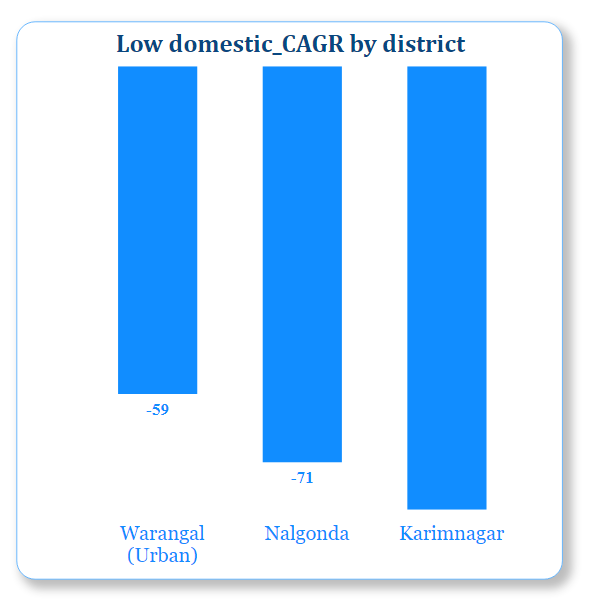 Low domestic_CAGR by district
-59
-71
Warangal
(Urban)
Nalgonda
Karimnagar